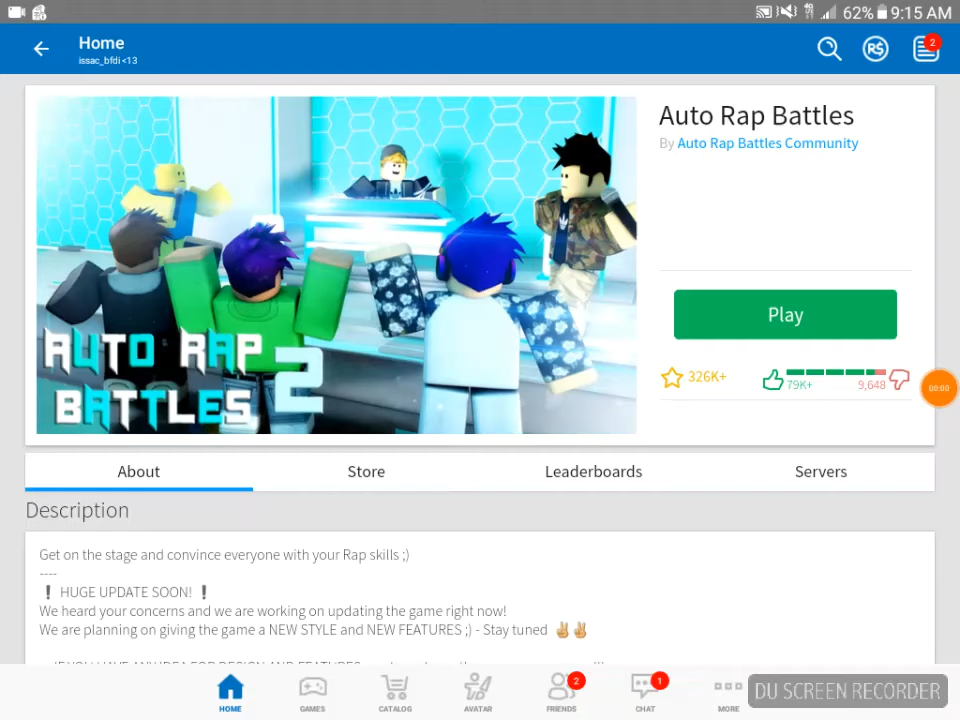 4G 62% 9:15 AM
Home
issac_bfdi <13
R$
2
Auto Rap Battles
By Auto Rap Battles Community
AUTO RAP
BATTLES 2
Play
326K+
79K+
9,648
00:00
About
Store
Leaderboards
Servers
Description
Get on the stage and convince everyone with your Rap skills ;)
----
❗ HUGE UPDATE SOON! ❗
We heard your concerns and we are working on updating the game right now!
We are planning on giving the game a NEW STYLE and NEW FEATURES ;) - Stay tuned ✌✌
HOME
GAMES
CATALOG
AVATAR
2
FRIENDS
1
CHAT
MORE
DU SCREEN RECORDER